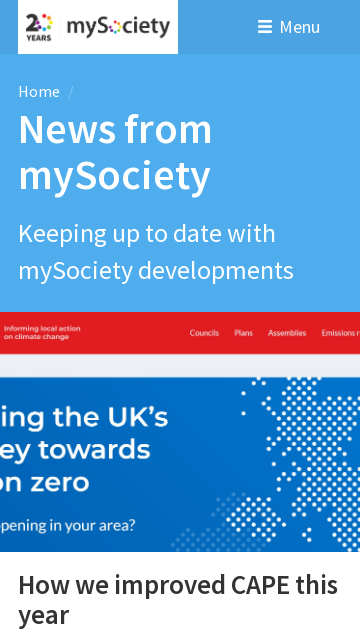 20 YEARS mySociety
Menu
Home /
News from
mySociety
Keeping up to date with
mySociety developments
Informing local action
on climate change
Councils Plans Assemblies Emissions r
ing the UK's
ey towards
on zero
pening in your area?
How we improved CAPE this
year